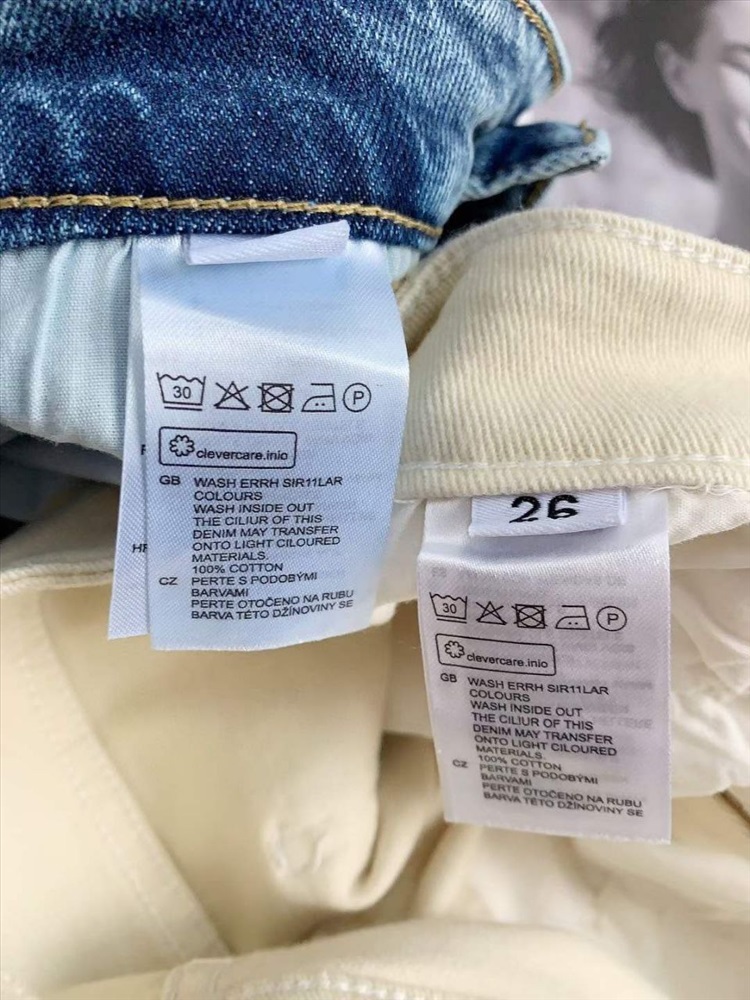 30
P
clevercare.inio
GB WASH ERRH SIR11LAR
COLOURS
WASH INSIDE OUT
THE CILIUR OF THIS
DENIM MAY TRANSFER
ONTO LIGHT CILOURED
MATERIALS.
100% COTTON
CZ PERTE S PODOBÝMI
BARVAMI
PERTE OTOČENO NA RUBU
BARVA TÉTO DŽÍNOVINY SE
HF
26
30
P
clevercare.inio
GB WASH ERRH SIR11LAR
COLOURS
WASH INSIDE OUT
THE CILIUR OF THIS
DENIM MAY TRANSFER
ONTO LIGHT CILOURED
MATERIALS.
100% COTTON
CZ PERTE S PODOBÝMI
BARVAMI
PERTE OTOČENO NA RUBU
BARVA TÉTO DŽÍNOVINY SE